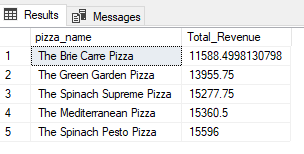 Results Messages
pizza_name Total_Revenue
1 The Brie Carre Pizza 11588.4998130798
2 The Green Garden Pizza 13955.75
3 The Spinach Supreme Pizza 15277.75
4 The Mediterranean Pizza 15360.5
5 The Spinach Pesto Pizza 15596